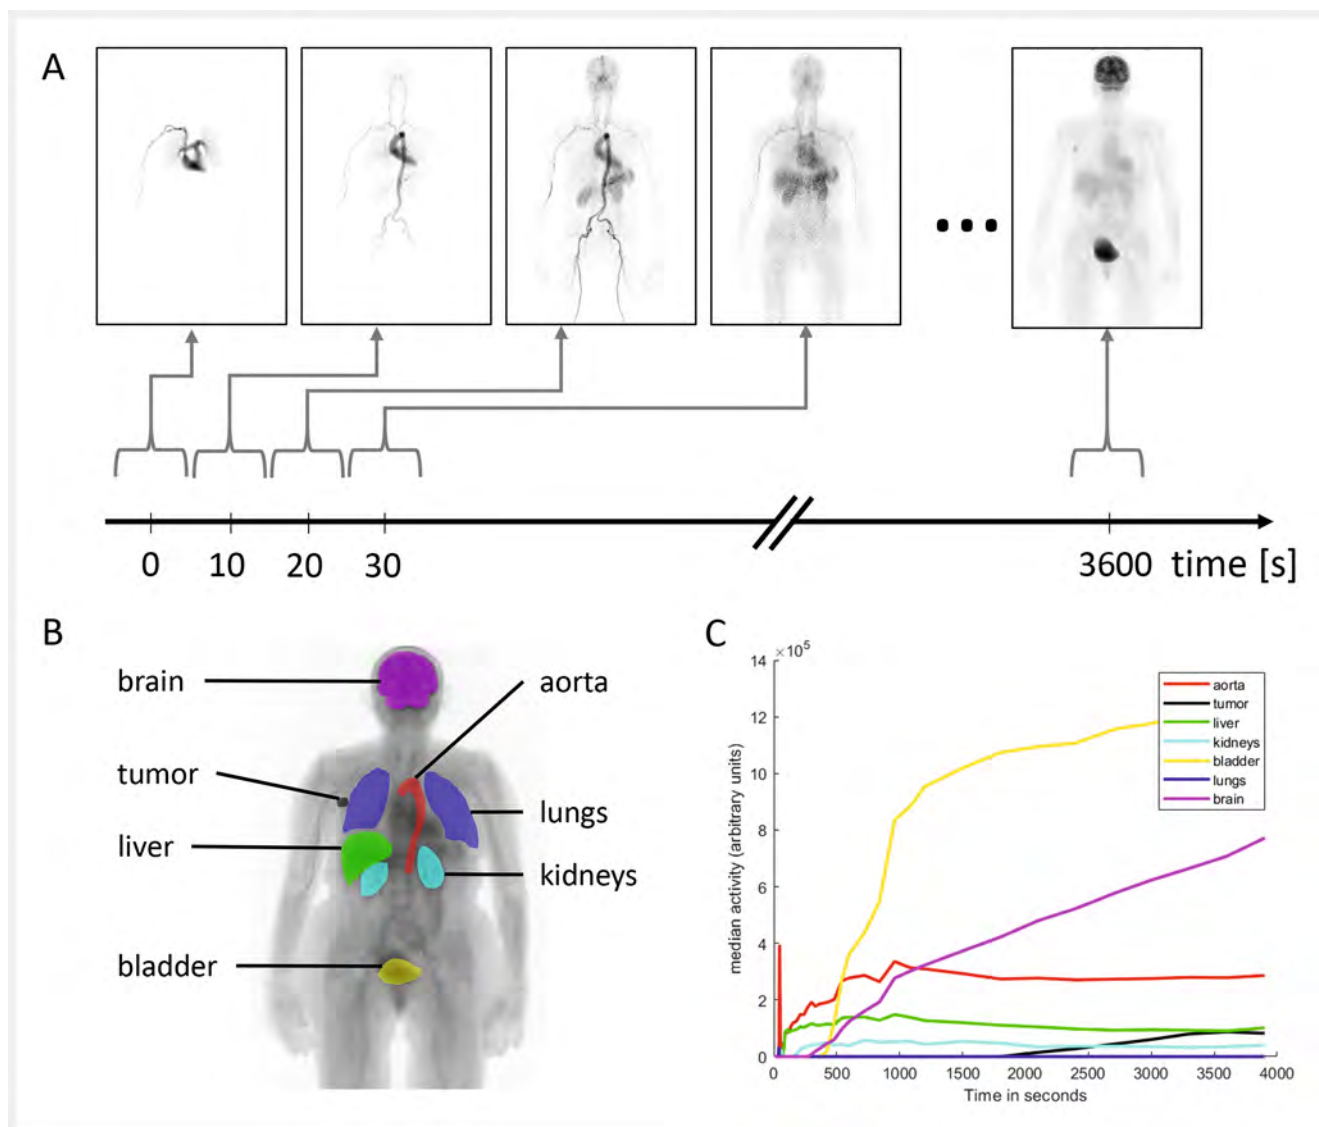 A
0
10
20
30
3600
time [s]
B
brain
tumor
liver
bladder
aorta
lungs
kidneys
C
×10⁵
14
12
10
8
6
4
2
0
median activity (arbitrary units)
aorta
tumor
liver
kidneys
bladder
lungs
brain
0
500
1000
1500
2000
2500
3000
3500
4000
Time in seconds